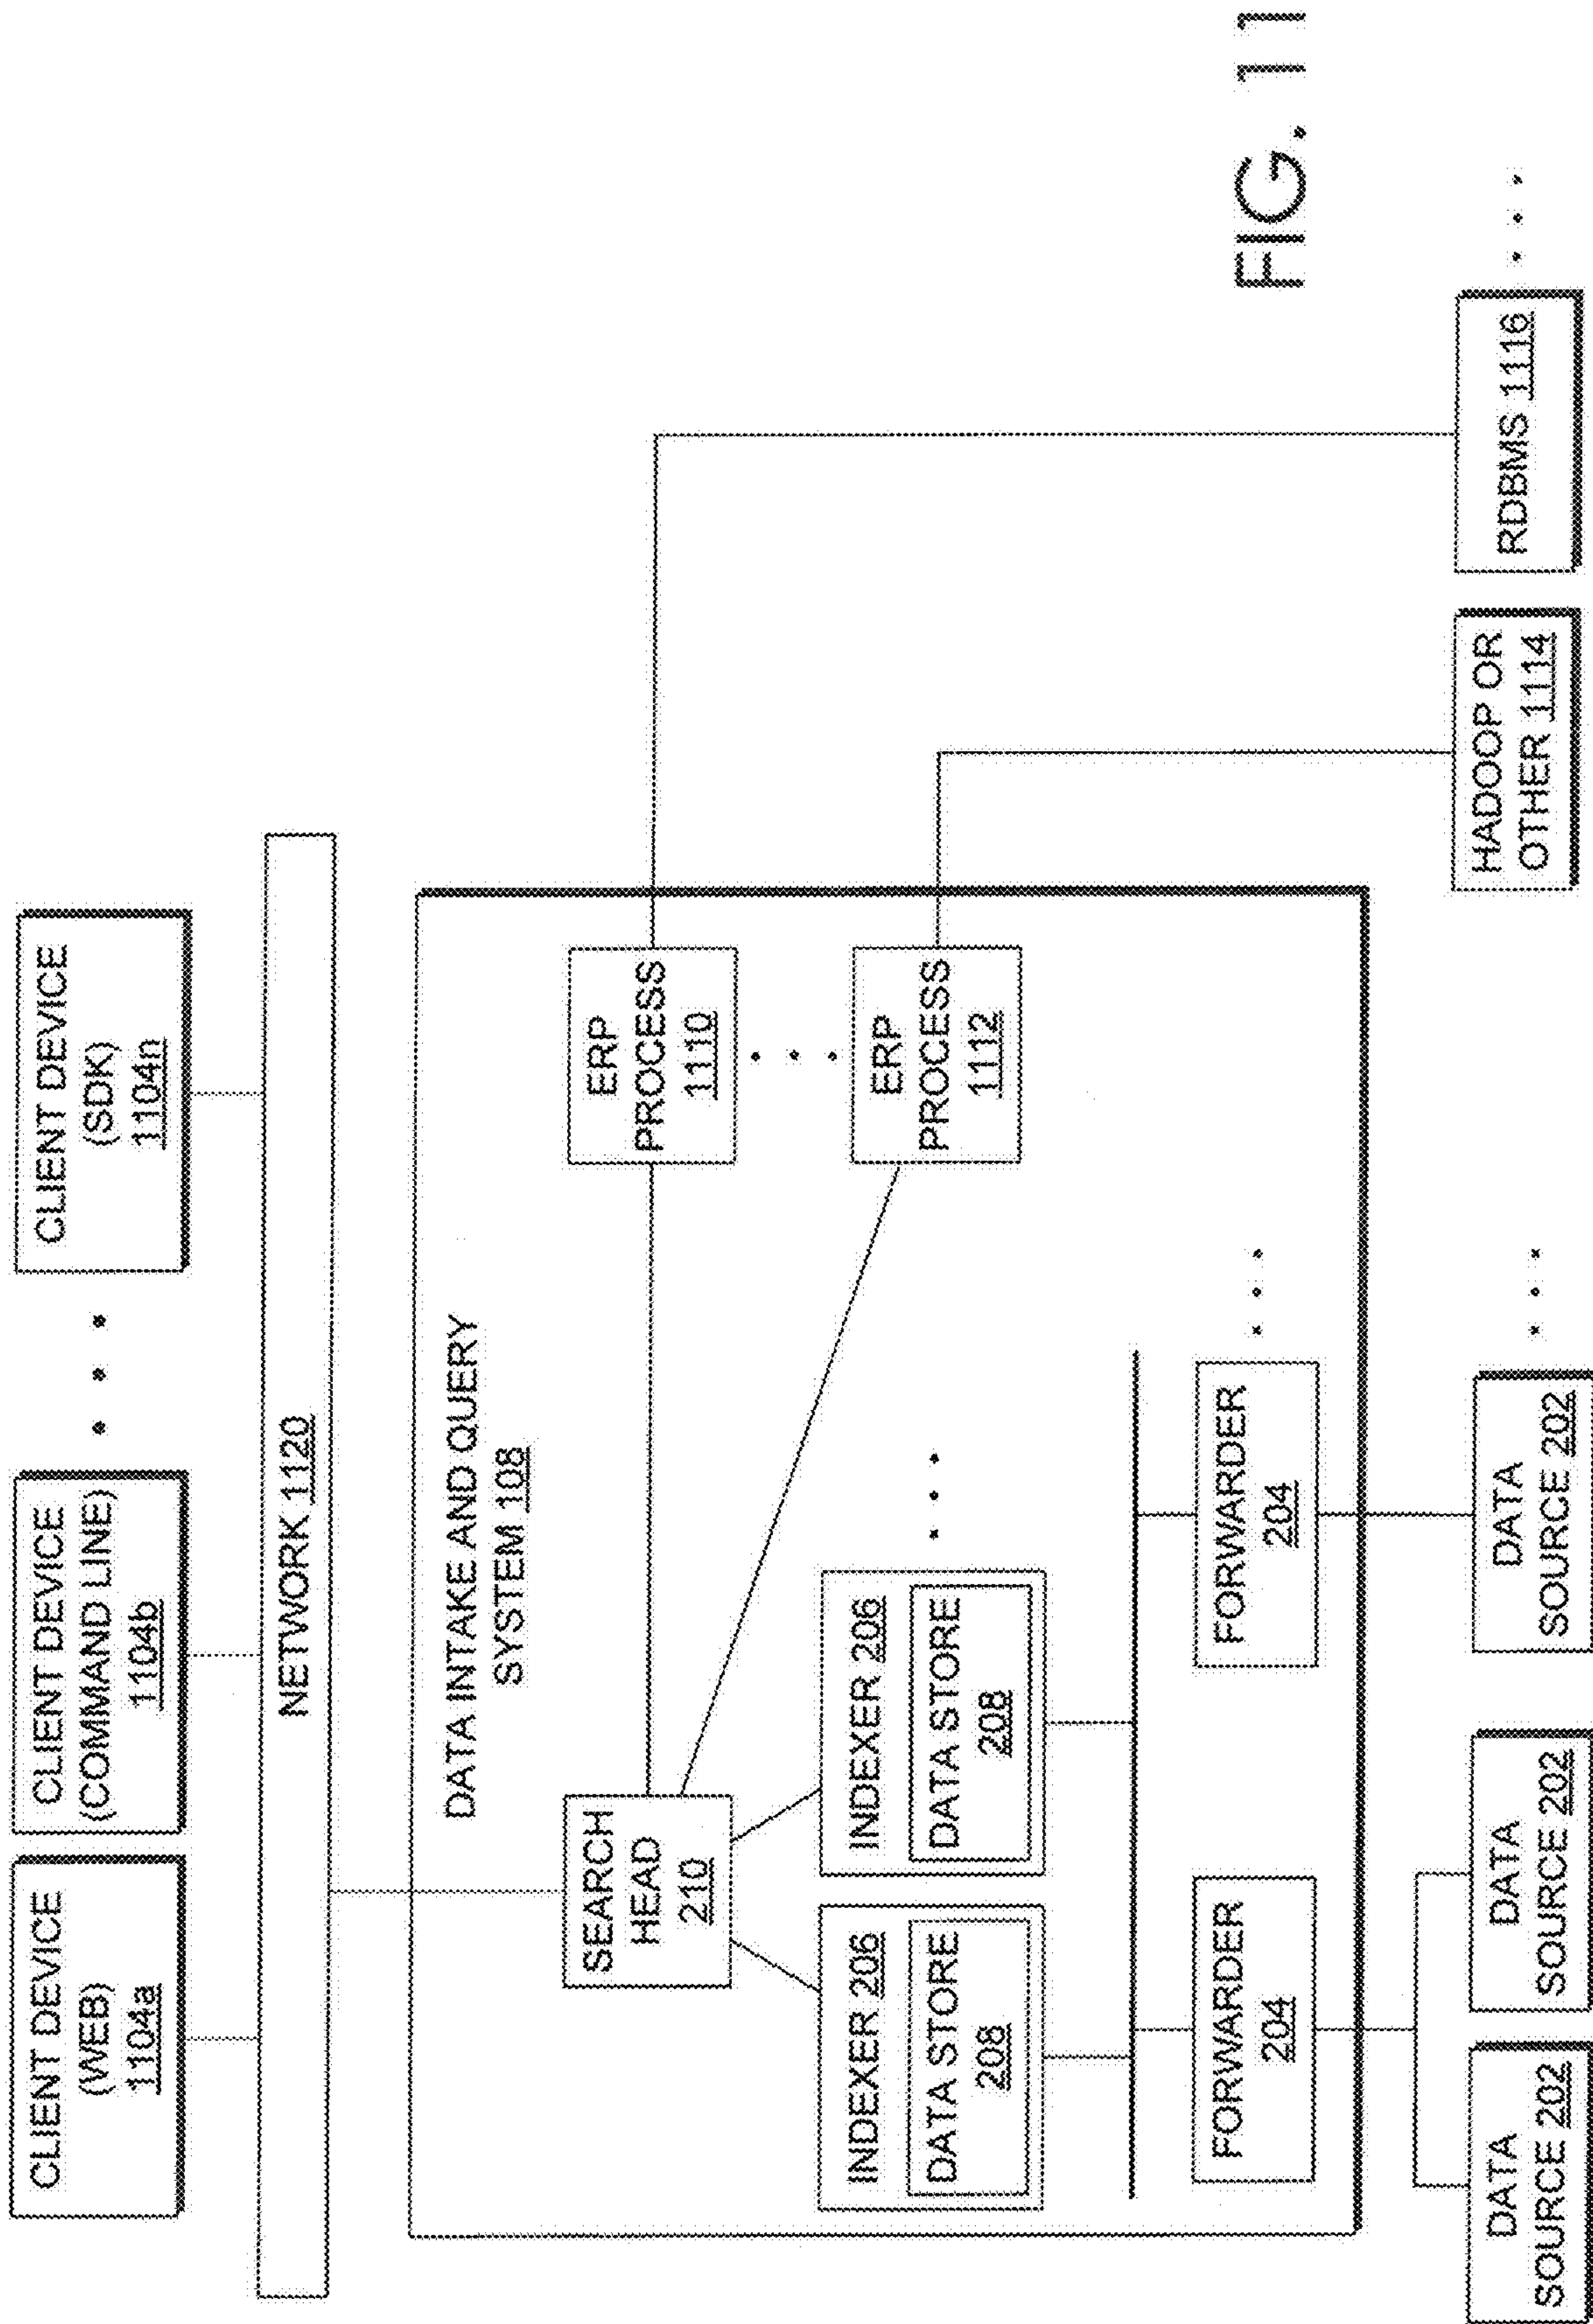 CLIENT DEVICE
(WEB)
1104a
CLIENT DEVICE
(COMMAND LINE)
1104b
CLIENT DEVICE
(SDK)
1104n
NETWORK 1120
DATA INTAKE AND QUERY
SYSTEM 108
SEARCH
HEAD
210
ERP
PROCESS
1110
ERP
PROCESS
1112
INDEXER 206
DATA STORE
208
INDEXER 206
DATA STORE
208
FORWARDER
204
FORWARDER
204
DATA
SOURCE 202
DATA
SOURCE 202
DATA
SOURCE 202
HADOOP OR
OTHER 1114
RDBMS 1116
FIG. 11